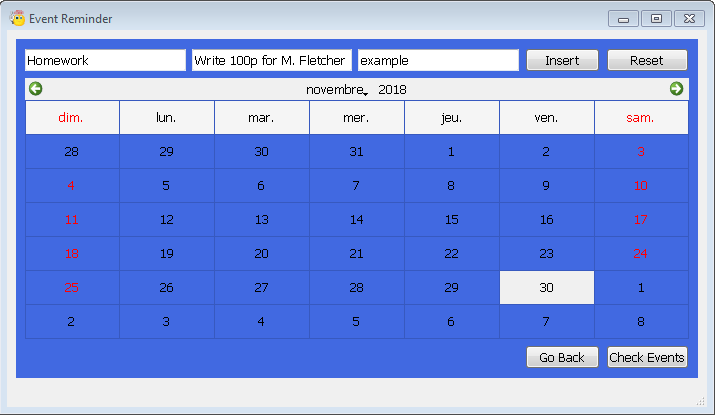 Event Reminder
Homework Write 100p for M. Fletcher example Insert Reset
novembre 2018
dim. lun. mar. mer. jeu. ven. sam.
28 29 30 31 1 2 3
4 5 6 7 8 9 10
11 12 13 14 15 16 17
18 19 20 21 22 23 24
25 26 27 28 29 30 1
2 3 4 5 6 7 8
Go Back Check Events